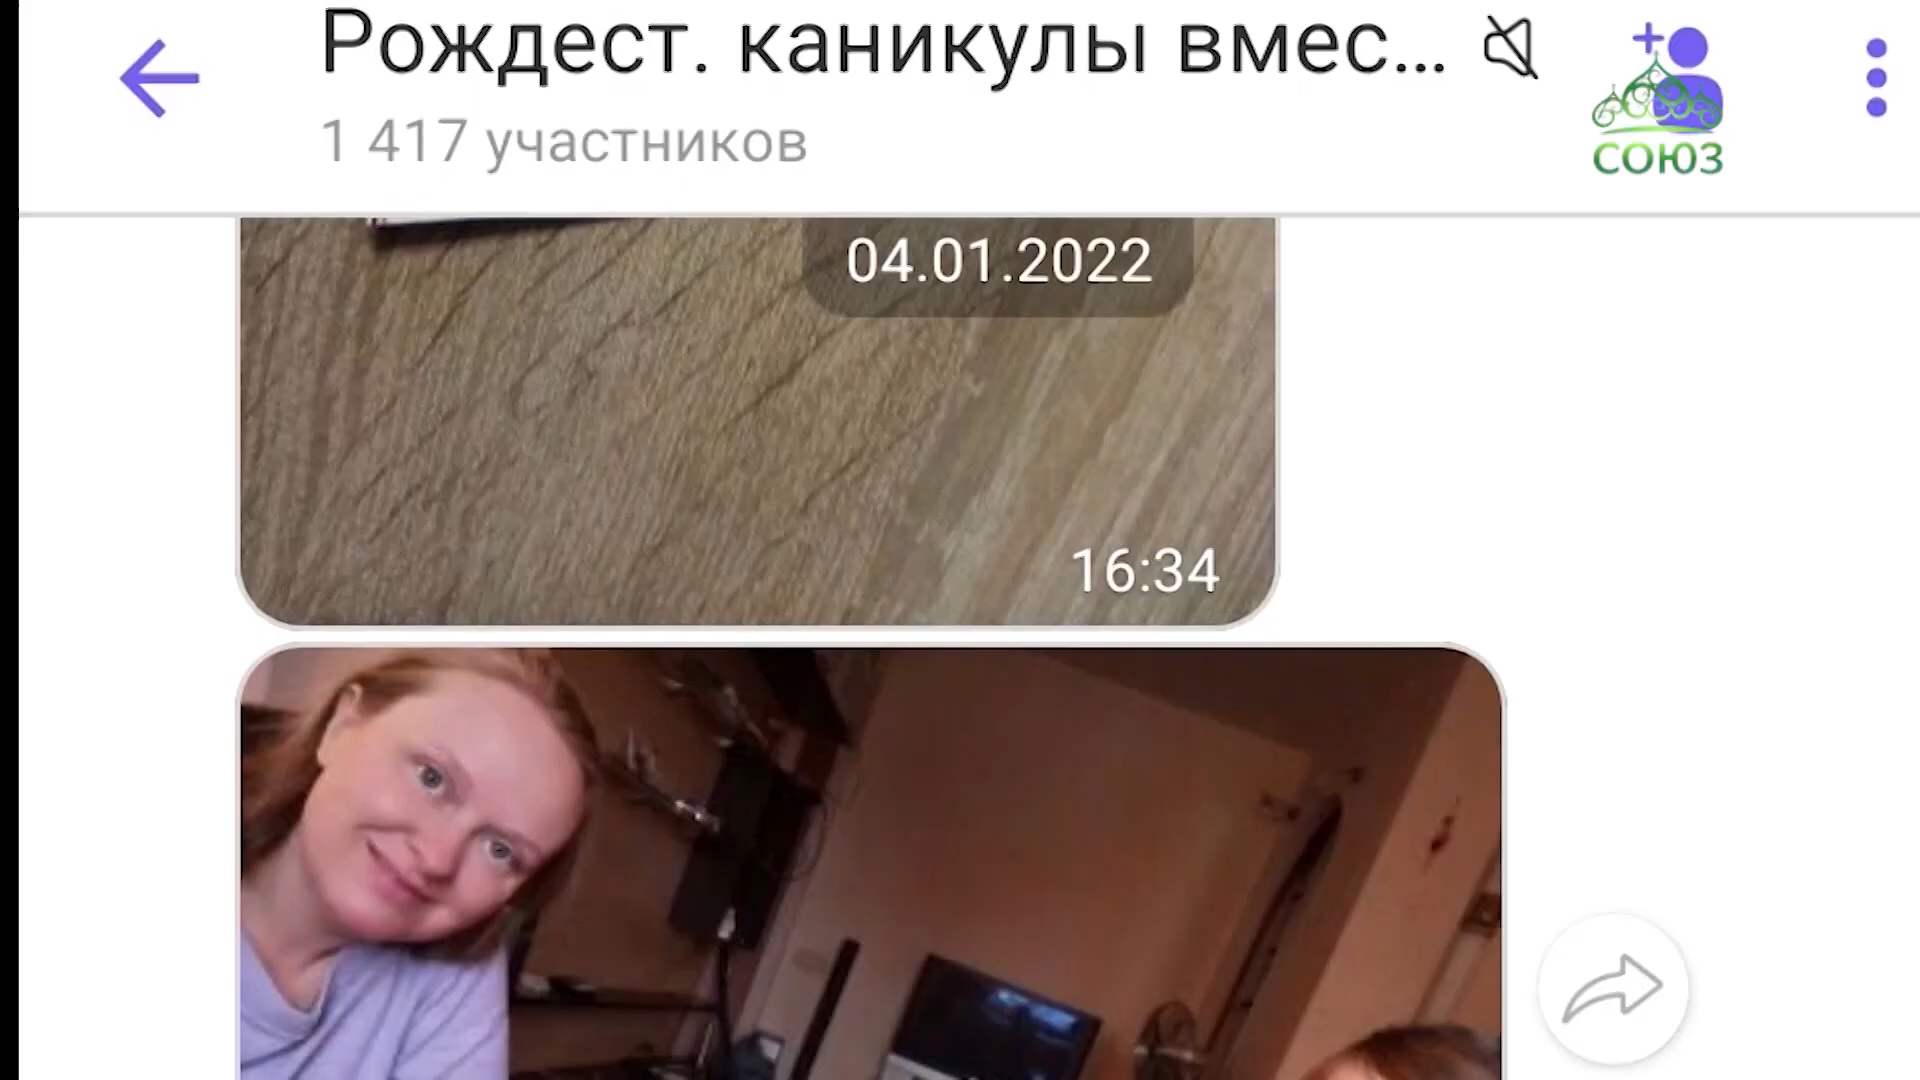 Рождест. каникулы вмес...
1 417 участников
СОЮЗ
04.01.2022
16:34